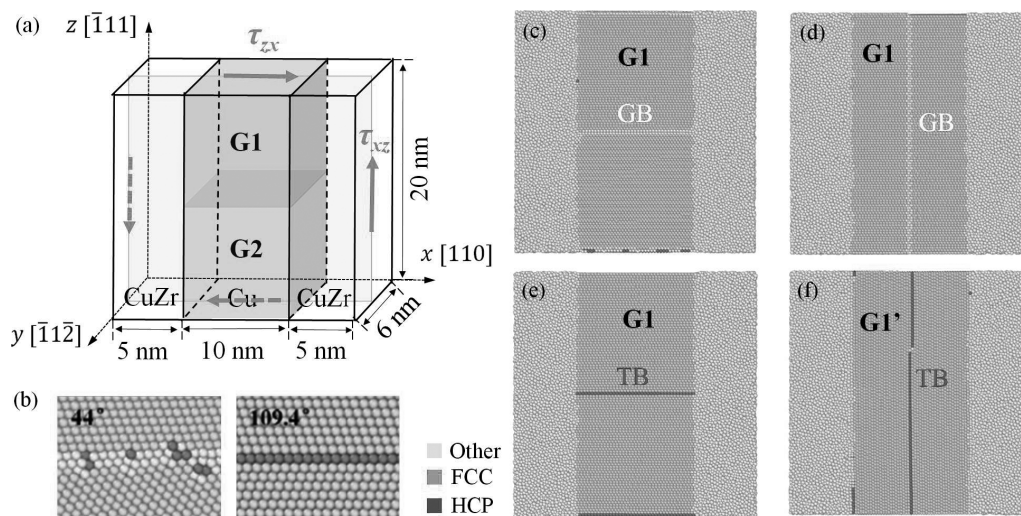 (a)
z [1̅11]
τzx
G1
τxz
20 nm
G2
x [110]
CuZr
Cu
CuZr
y [1̅12̅]
6 nm
5 nm
10 nm
5 nm
(b)
44°
109.4°
Other
FCC
HCP
(c)
G1
GB
(d)
G1
GB
(e)
G1
TB
(f)
G1’
TB